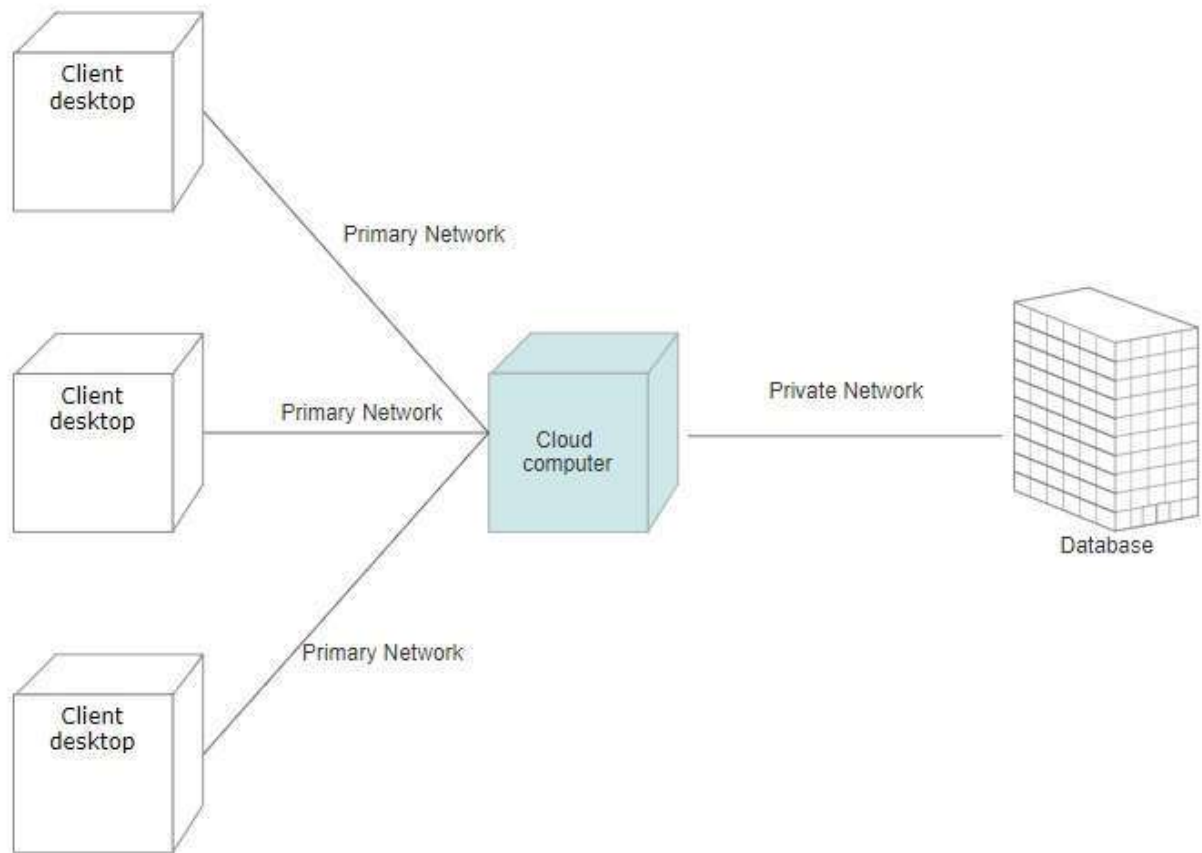 Client
desktop
Primary Network
Client
desktop
Primary Network
Cloud
computer
Private Network
Database
Primary Network
Client
desktop